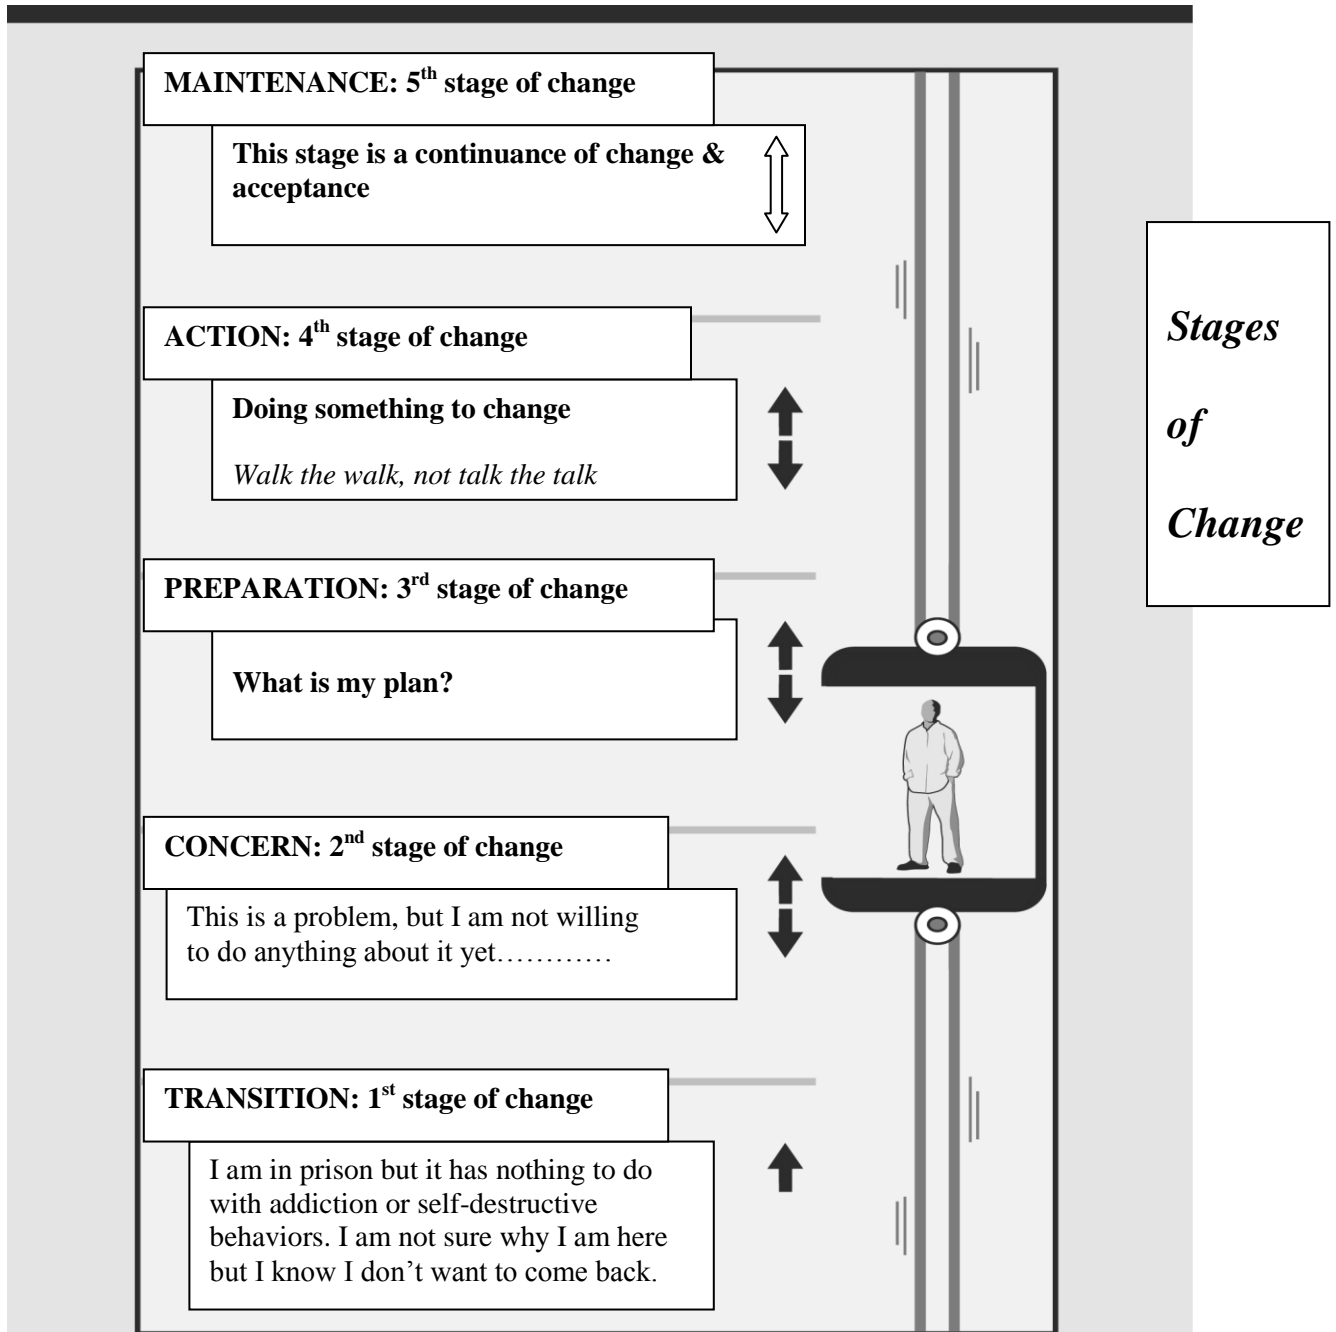 MAINTENANCE: 5th stage of change
This stage is a continuance of change &
acceptance
ACTION: 4th stage of change
Doing something to change
Walk the walk, not talk the talk
PREPARATION: 3rd stage of change
What is my plan?
CONCERN: 2nd stage of change
This is a problem, but I am not willing
to do anything about it yet…………
TRANSITION: 1st stage of change
I am in prison but it has nothing to do
with addiction or self-destructive
behaviors. I am not sure why I am here
but I know I don’t want to come back.
Stages
of
Change